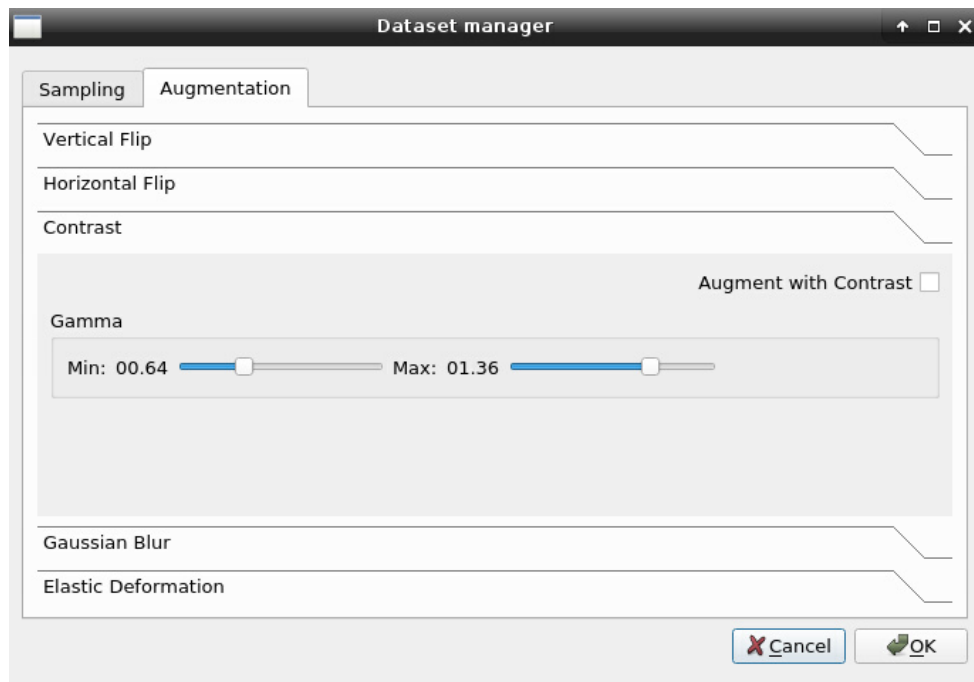 Dataset manager
Sampling Augmentation
Vertical Flip
Horizontal Flip
Contrast
Augment with Contrast
Gamma
Min: 00.64 Max: 01.36
Gaussian Blur
Elastic Deformation
Cancel OK